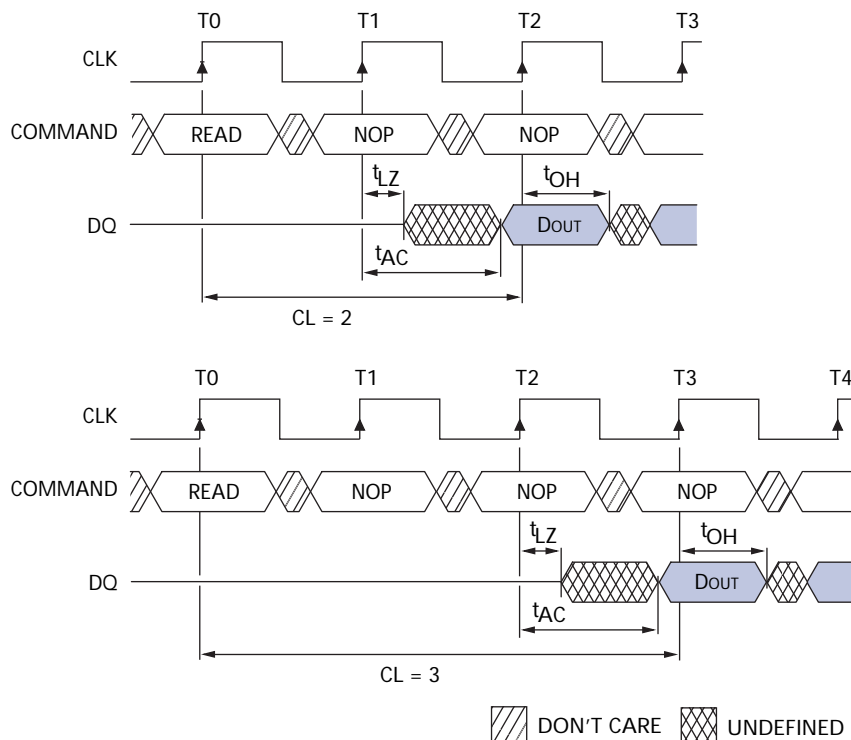 T0 T1 T2 T3
CLK
COMMAND READ NOP NOP
tLZ tOH
DQ DOUT
tAC
CL = 2
T0 T1 T2 T3 T4
CLK
COMMAND READ NOP NOP NOP
tLZ tOH
DQ DOUT
tAC
CL = 3
DON'T CARE UNDEFINED